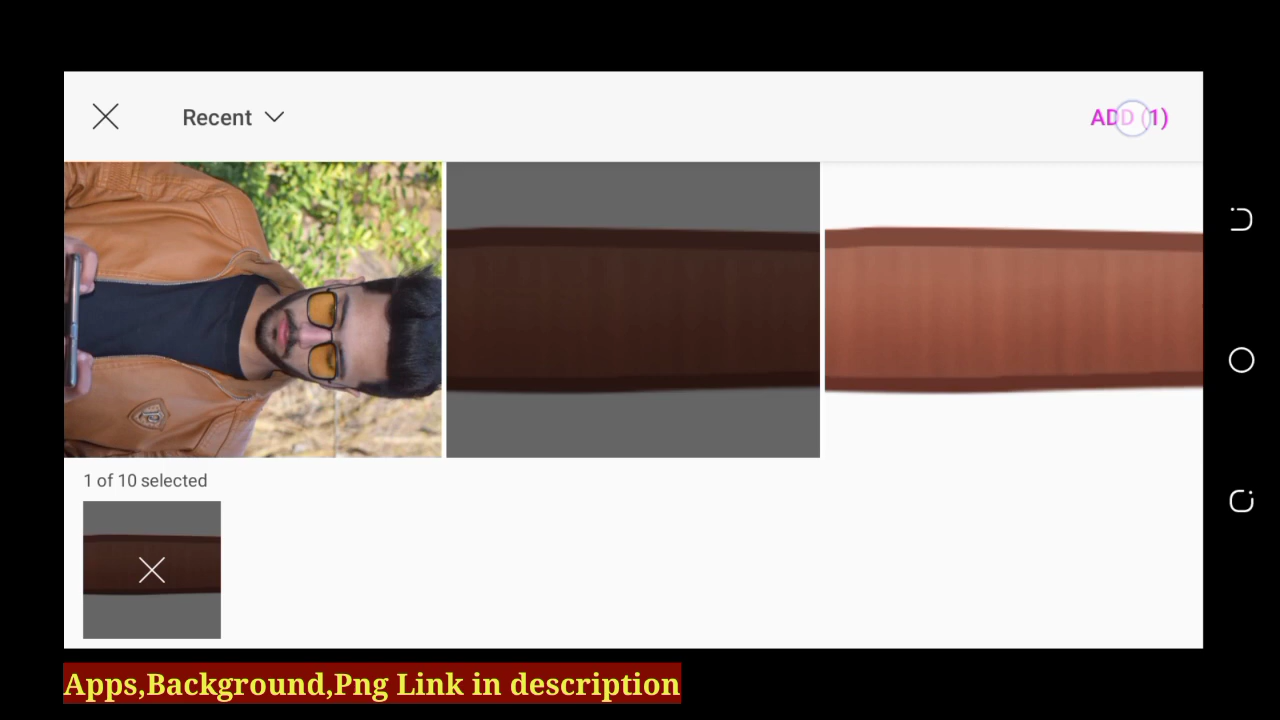 Recent
ADD (1)
1 of 10 selected
Apps,Background,Png Link in description